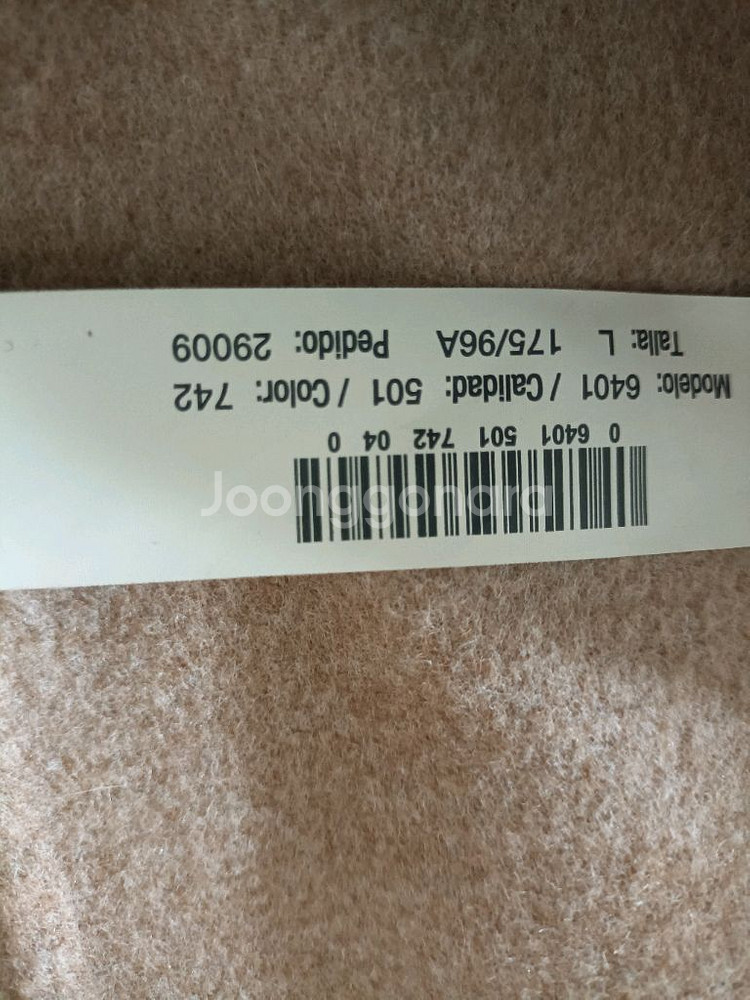 0 6401 501 742 04 0
Modelo: 6401 / Calidad: 501 / Color: 742
Talla: L 175/96A Pedido: 29009
Joonggonara